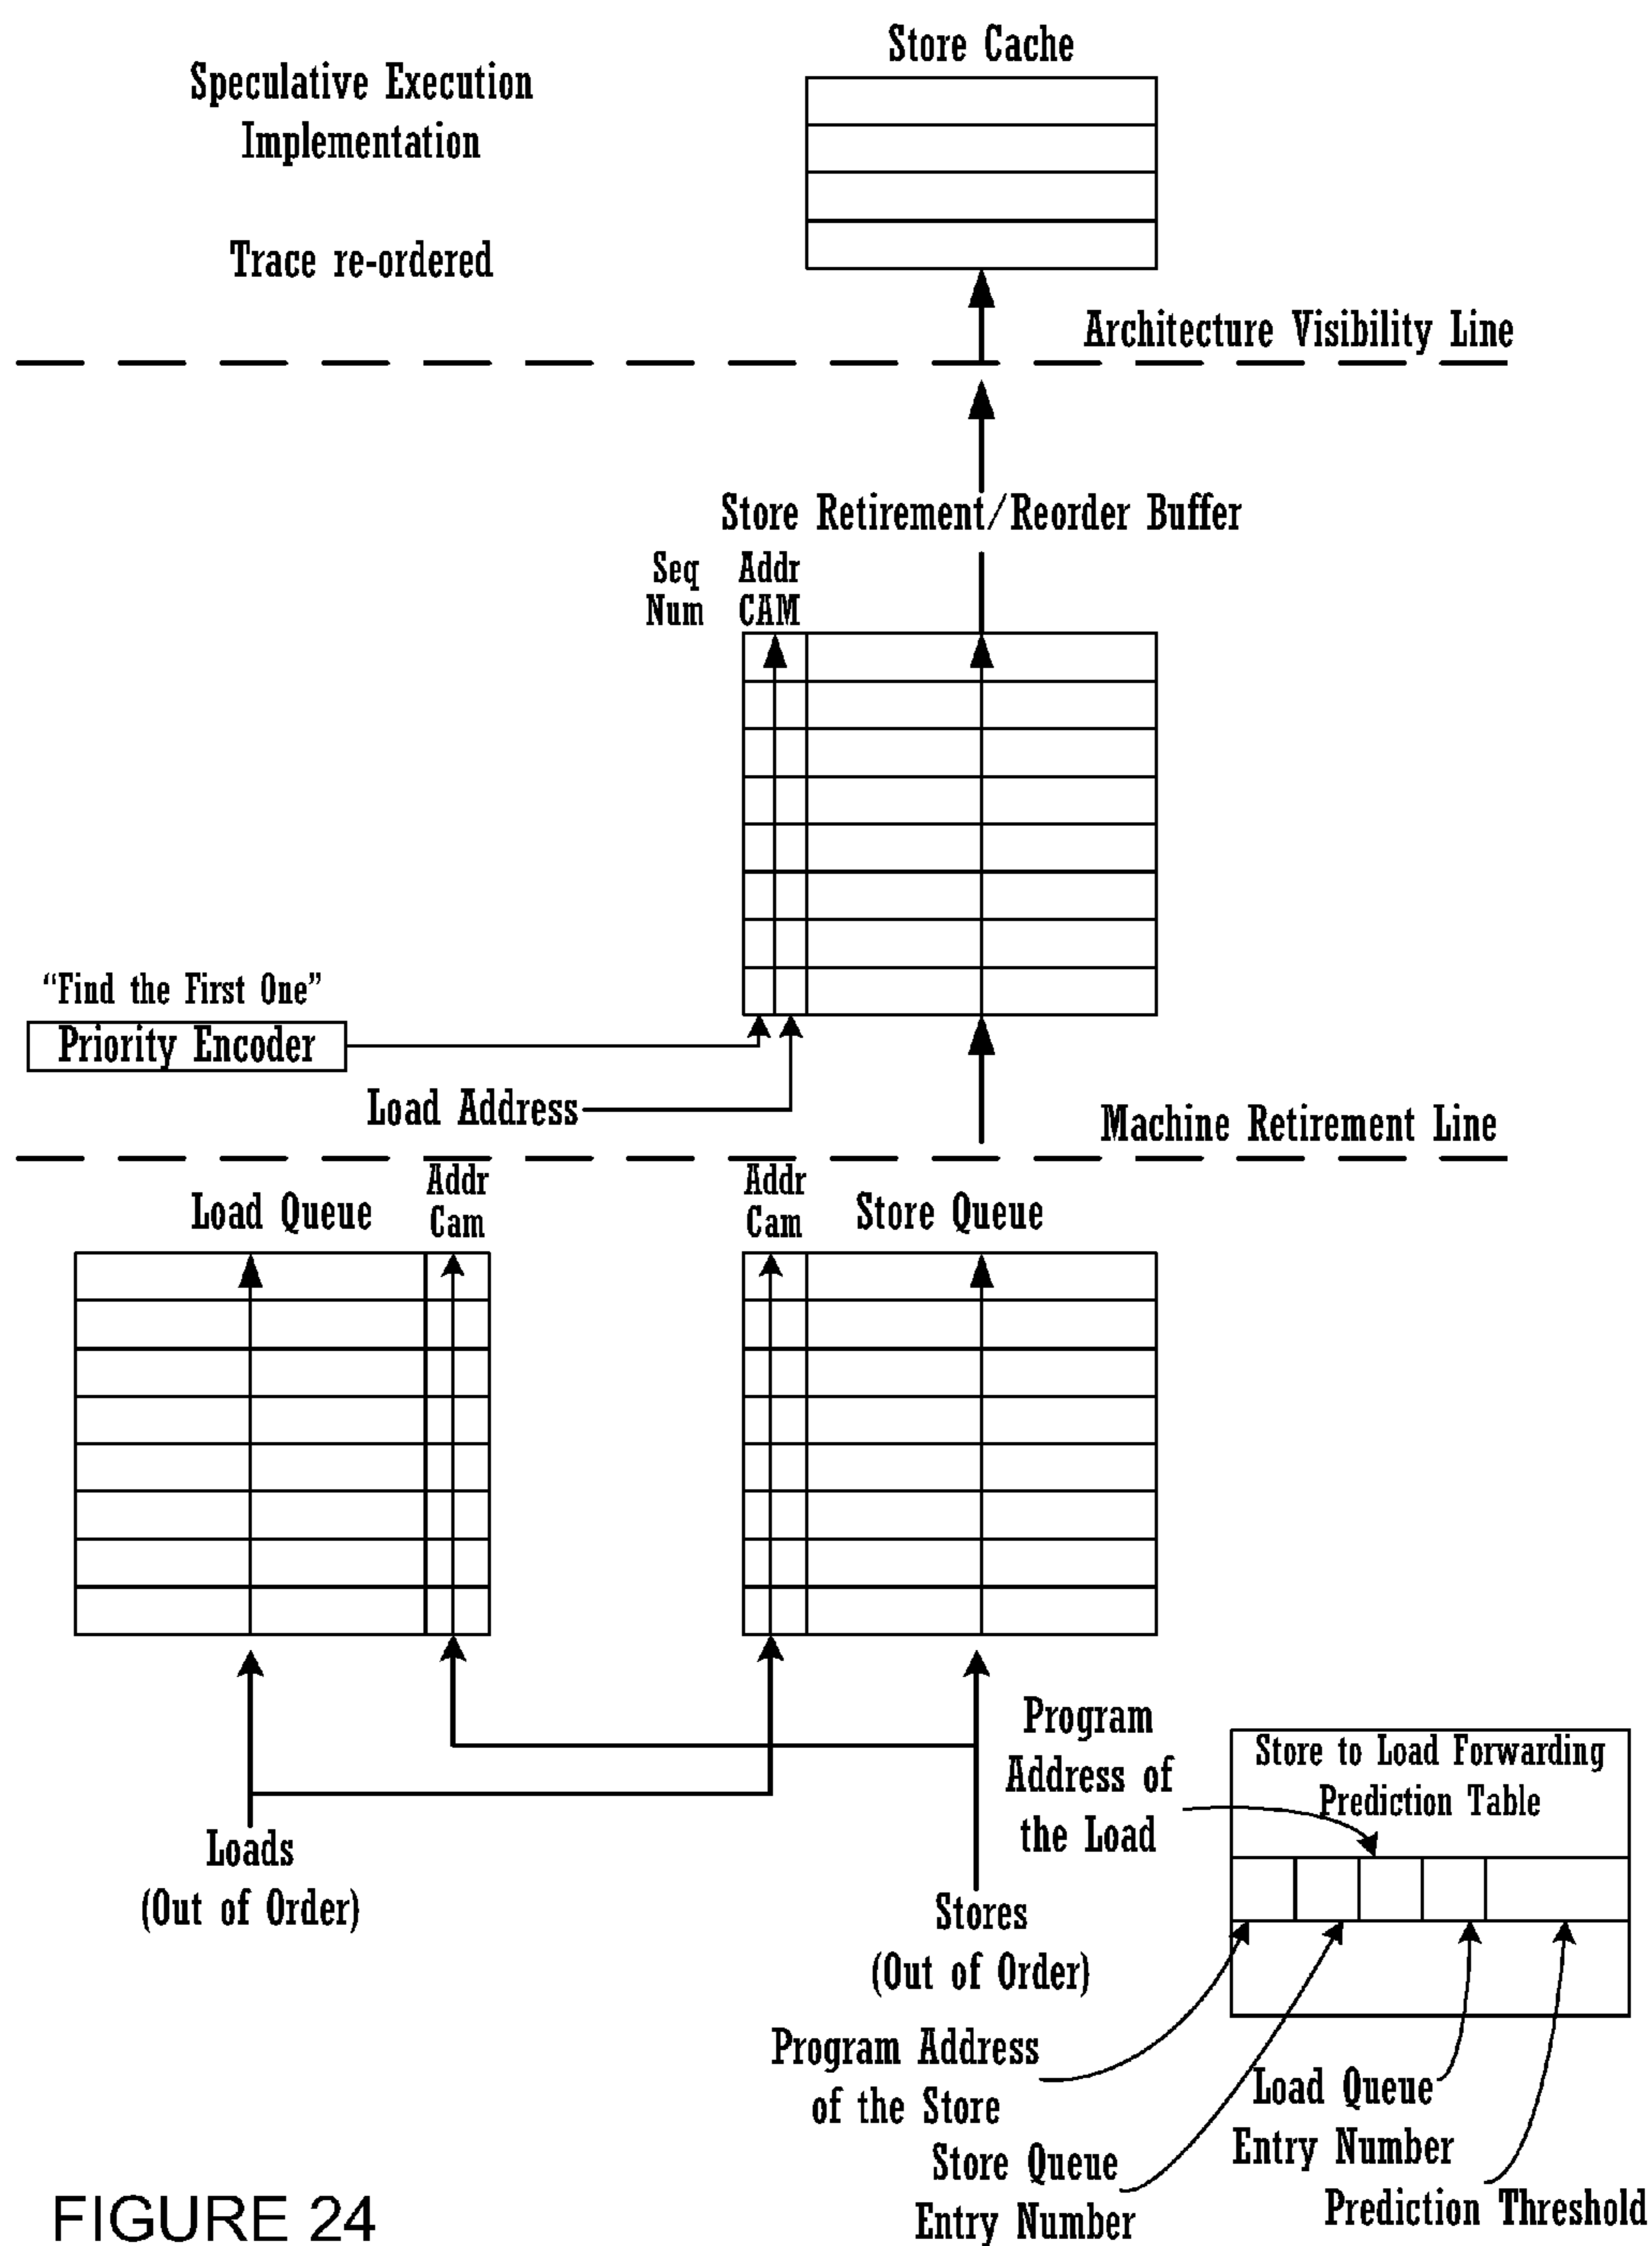 Store Cache
Speculative Execution
Implementation
Trace re-ordered
Architecture Visibility Line
Store Retirement/Reorder Buffer
Seq
Num
Addr
CAM
"Find the First One"
Priority Encoder
Load Address
Machine Retirement Line
Load Queue
Addr
Cam
Addr
Cam
Store Queue
Program
Address of
the Load
Store to Load Forwarding
Prediction Table
Loads
(Out of Order)
Stores
(Out of Order)
Program Address
of the Store
Load Queue
Entry Number
Store Queue
Entry Number
Prediction Threshold
FIGURE 24